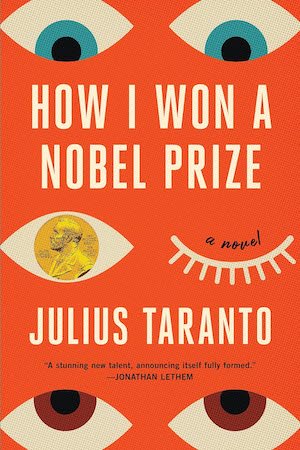 HOW I WON A
NOBEL PRIZE
a novel
JULIUS TARANTO
"A stunning new talent, announcing itself fully formed."
—JONATHAN LETHEM